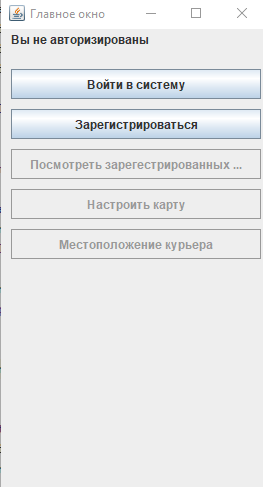 Главное окно
Вы не авторизированы
Войти в систему
Зарегистрироваться
Посмотреть зарегестрированных ...
Настроить карту
Местоположение курьера